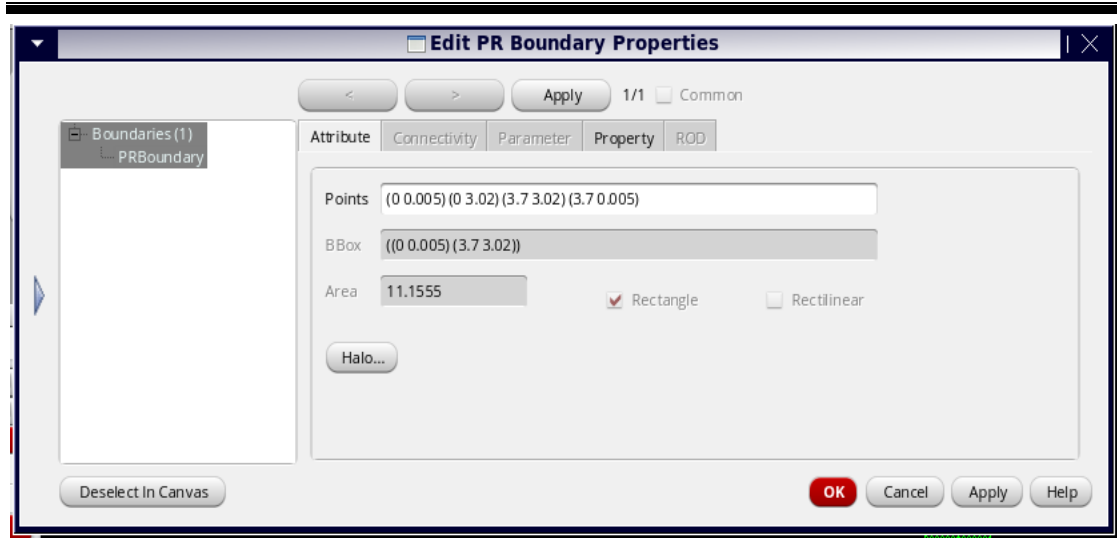 Edit PR Boundary Properties
< > Apply 1/1 Common
Boundaries (1)
PRBoundary
Attribute Connectivity Parameter Property ROD
Points (0 0.005) (0 3.02) (3.7 3.02) (3.7 0.005)
BBox ((0 0.005) (3.7 3.02))
Area 11.1555 Rectangle Rectilinear
Halo...
Deselect In Canvas OK Cancel Apply Help